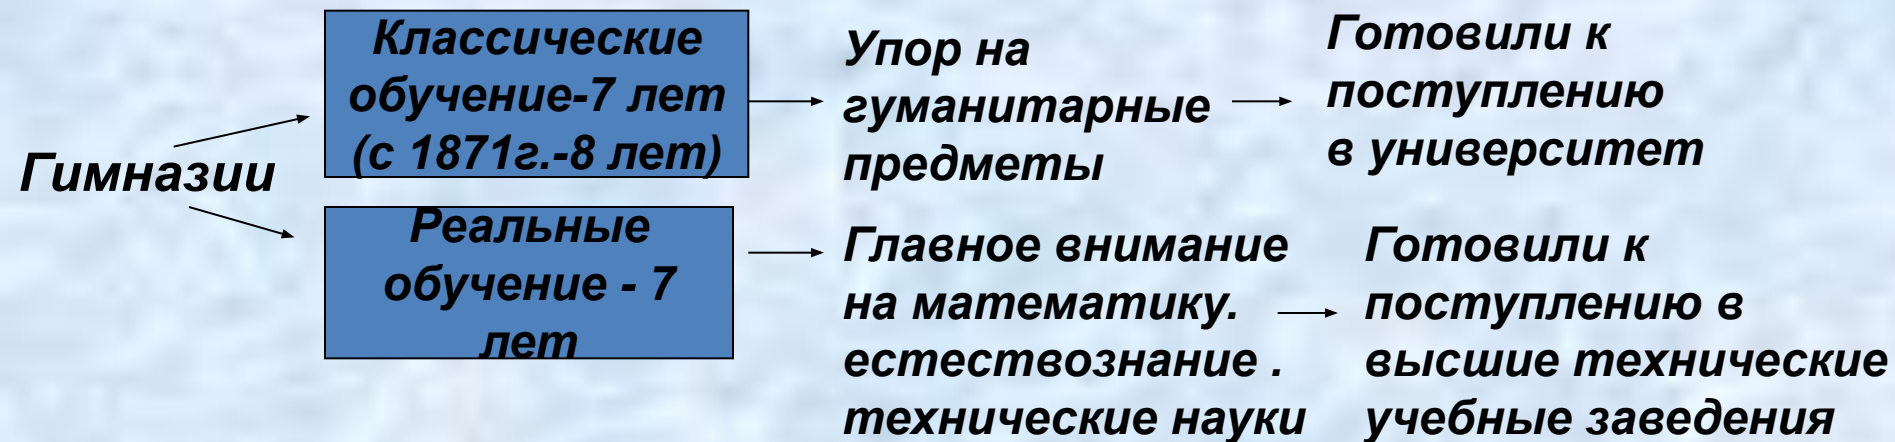 Гимназии
Классические
обучение-7 лет
(с 1871г.-8 лет)
Упор на
гуманитарные
предметы
Готовили к
поступлению
в университет
Реальные
обучение - 7
лет
Главное внимание
на математику.
естествознание .
технические науки
Готовили к
поступлению в
высшие технические
учебные заведения